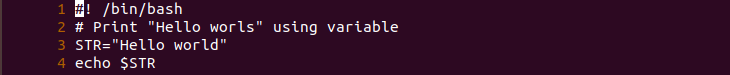 1 #! /bin/bash
2 # Print "Hello worls" using variable
3 STR="Hello world"
4 echo $STR